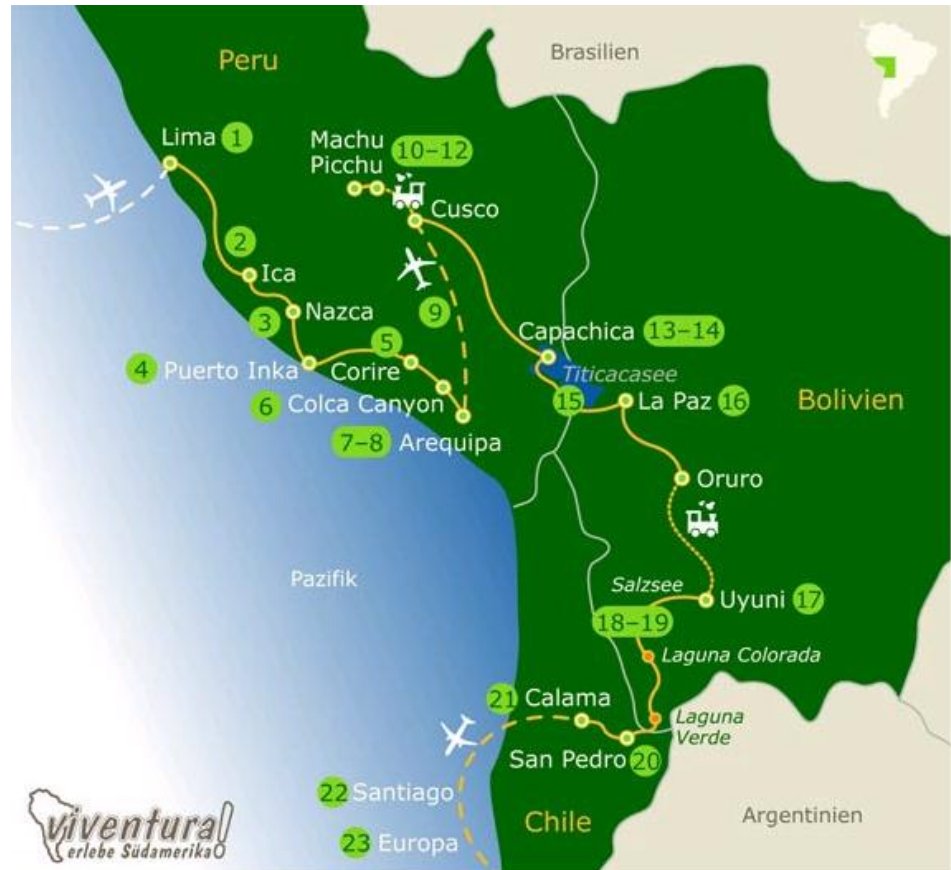 Brasilien
Peru
Lima 1
Machu
Picchu
10–12
Cusco
2
Ica
9
Nazca
3
5
Capachica 13–14
4 Puerto Inka
Corire
Titicacasee
15
La Paz 16
Bolivien
6 Colca Canyon
7–8 Arequipa
Oruro
Pazifik
Salzsee
Uyuni 17
18–19
Laguna Colorada
21 Calama
Laguna
Verde
San Pedro 20
22 Santiago
Chile
Argentinien
23 Europa
viventura!
erlebe Südamerika